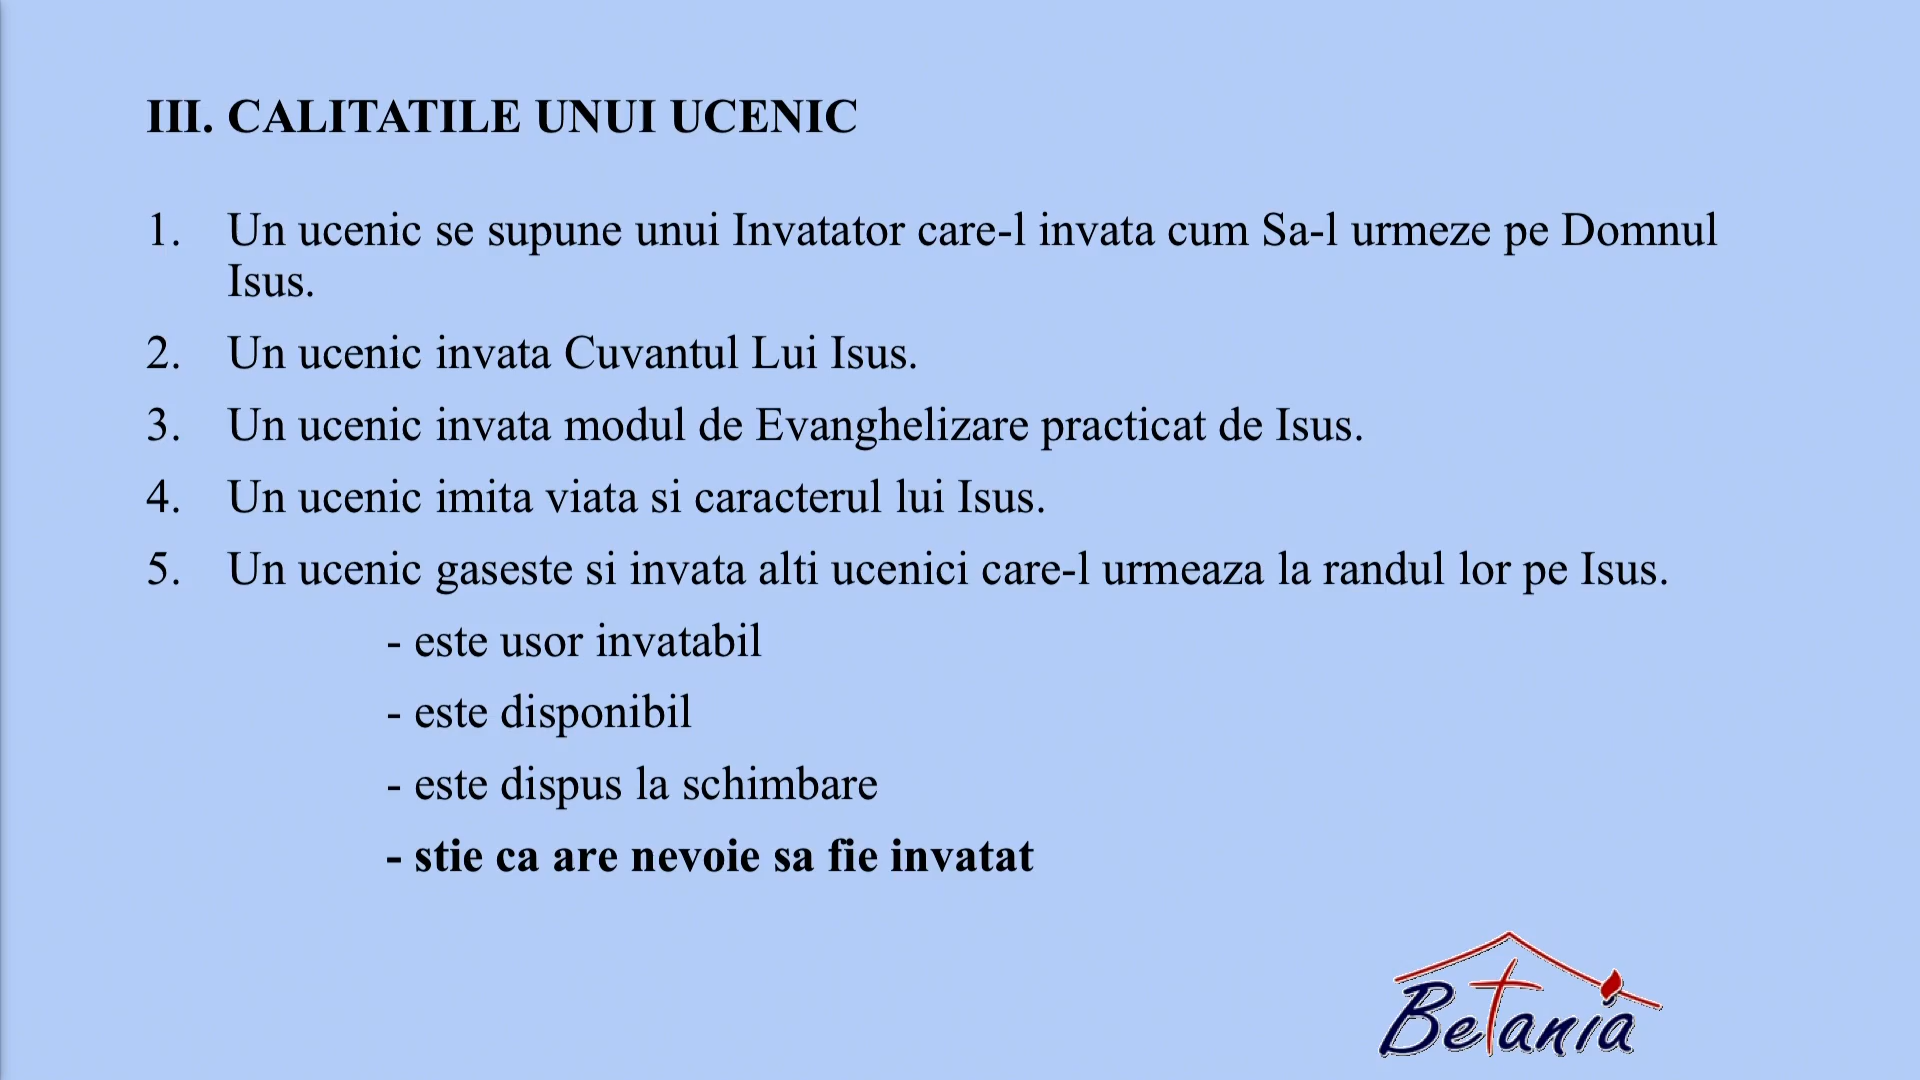 III. CALITATILE UNUI UCENIC
1. Un ucenic se supune unui Invatator care-l invata cum Sa-l urmeze pe Domnul
Isus.
2. Un ucenic invata Cuvantul Lui Isus.
3. Un ucenic invata modul de Evanghelizare practicat de Isus.
4. Un ucenic imita viata si caracterul lui Isus.
5. Un ucenic gaseste si invata alti ucenici care-l urmeaza la randul lor pe Isus.
- este usor invatabil
- este disponibil
- este dispus la schimbare
- stie ca are nevoie sa fie invatat
Betania